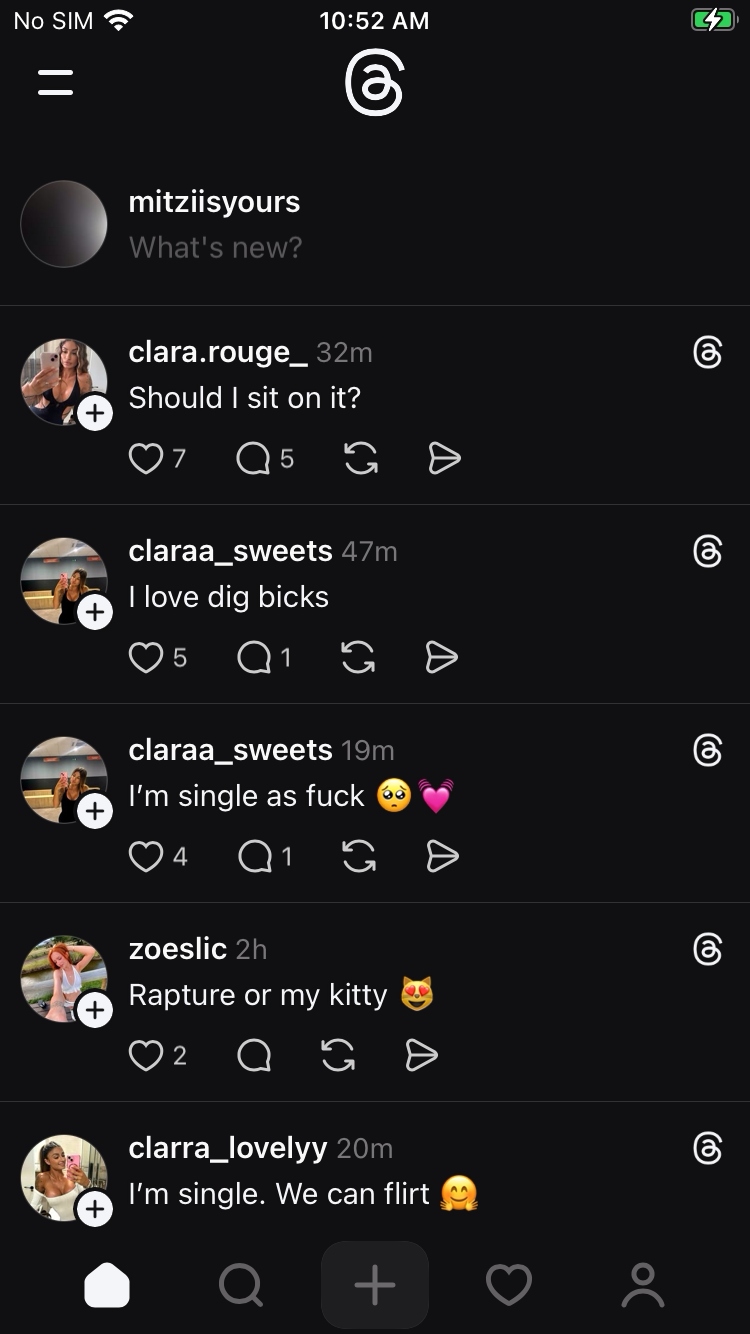 No SIM 10:52 AM
mitziisyours
What's new?
clara.rouge_ 32m
Should I sit on it?
7 5
claraa_sweets 47m
I love dig bicks
5 1
claraa_sweets 19m
I’m single as fuck 🥺💓
4 1
zoeslic 2h
Rapture or my kitty 😻
2
clarra_lovelyy 20m
I’m single. We can flirt 🤗